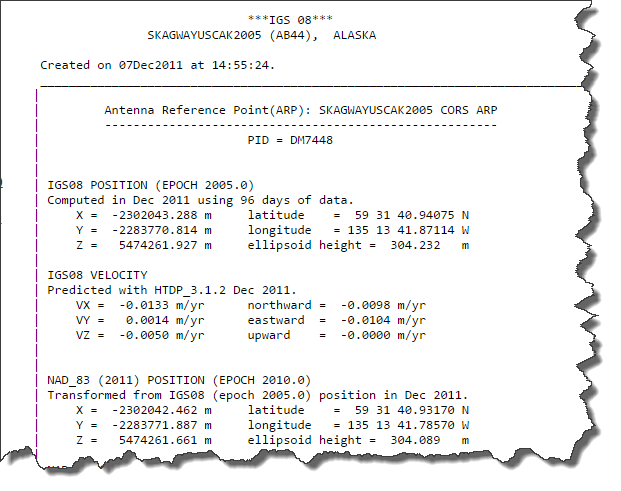 ***IGS 08***
SKAGWAYUSCAK2005 (AB44),  ALASKA
Created on 07Dec2011 at 14:55:24.
Antenna Reference Point(ARP): SKAGWAYUSCAK2005 CORS ARP
-------------------------------------------------------
PID = DM7448
IGS08 POSITION (EPOCH 2005.0)
Computed in Dec 2011 using 96 days of data.
X =  -2302043.288 m     latitude    =  59 31 40.94075 N
Y =  -2283770.814 m     longitude   = 135 13 41.87114 W
Z =   5474261.927 m     ellipsoid height =  304.232   m
IGS08 VELOCITY
Predicted with HTDP_3.1.2 Dec 2011.
VX =  -0.0133 m/yr      northward =  -0.0098 m/yr
VY =   0.0014 m/yr      eastward  =  -0.0104 m/yr
VZ =  -0.0050 m/yr      upward    =  -0.0000 m/yr
NAD_83 (2011) POSITION (EPOCH 2010.0)
Transformed from IGS08 (epoch 2005.0) position in Dec 2011.
X =  -2302042.462 m     latitude    =  59 31 40.93170 N
Y =  -2283771.887 m     longitude   = 135 13 41.78570 W
Z =   5474261.661 m     ellipsoid height =  304.089   m